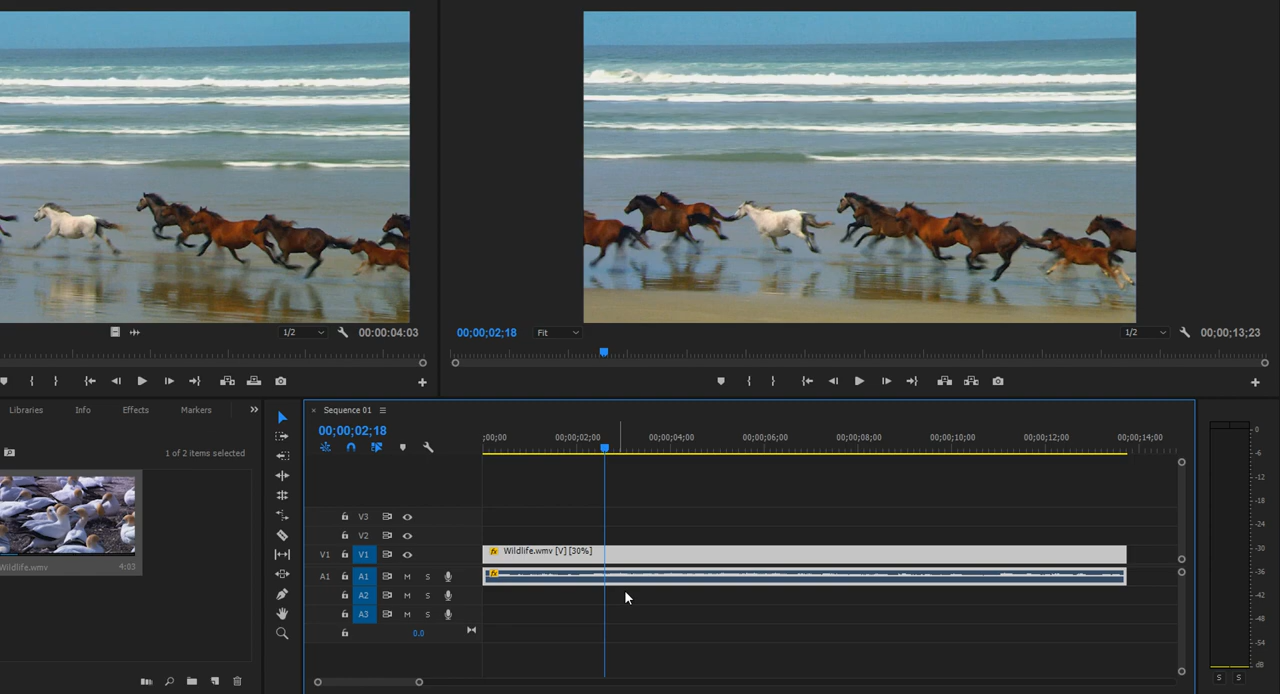 1/2
00:00:04:03
00;00;02;18
Fit
1/2
00;00;13;23
Libraries
Info
Effects
Markers
1 of 2 items selected
Wildlife.wmv
4:03
Sequence 01
00;00;02;18
;00;00
00;00;02;00
00;00;04;00
00;00;06;00
00;00;08;00
00;00;10;00
00;00;12;00
00;00;14;00
V3
V2
V1
V1
Wildlife.wmv [V] [30%]
fx
A1
A1
M
S
fx
A2
M
S
A3
M
S
0.0
0
-6
-12
-18
-24
-30
-36
-42
-48
-54
dB
S
S